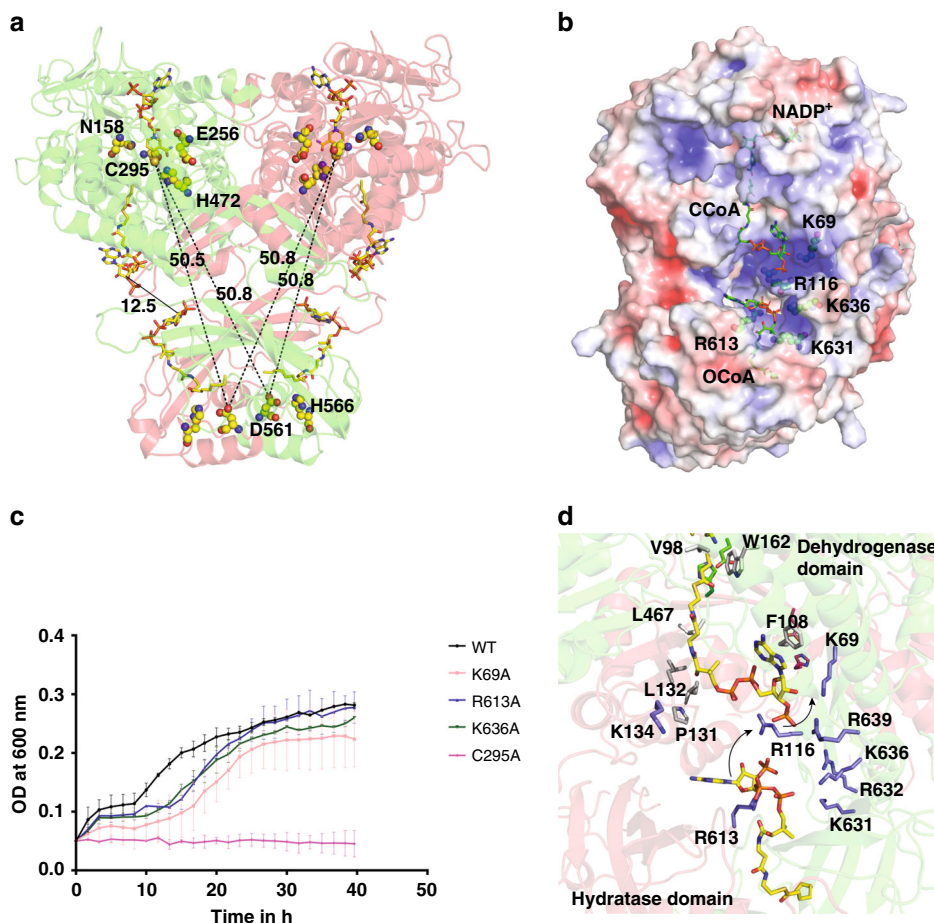 a
N158
E256
C295
H472
50.5
50.8
50.8
50.8
12.5
H566
D561
b
NADP+
CCoA
K69
R116
K636
R613
K631
OCoA
c
OD at 600 nm
0.4
0.3
0.2
0.1
0.0
0
10
20
30
40
50
Time in h
WT
K69A
R613A
K636A
C295A
d
V98
W162
Dehydrogenase
domain
L467
F108
K69
L132
K134
P131
R116
R639
K636
R632
R613
K631
Hydratase domain